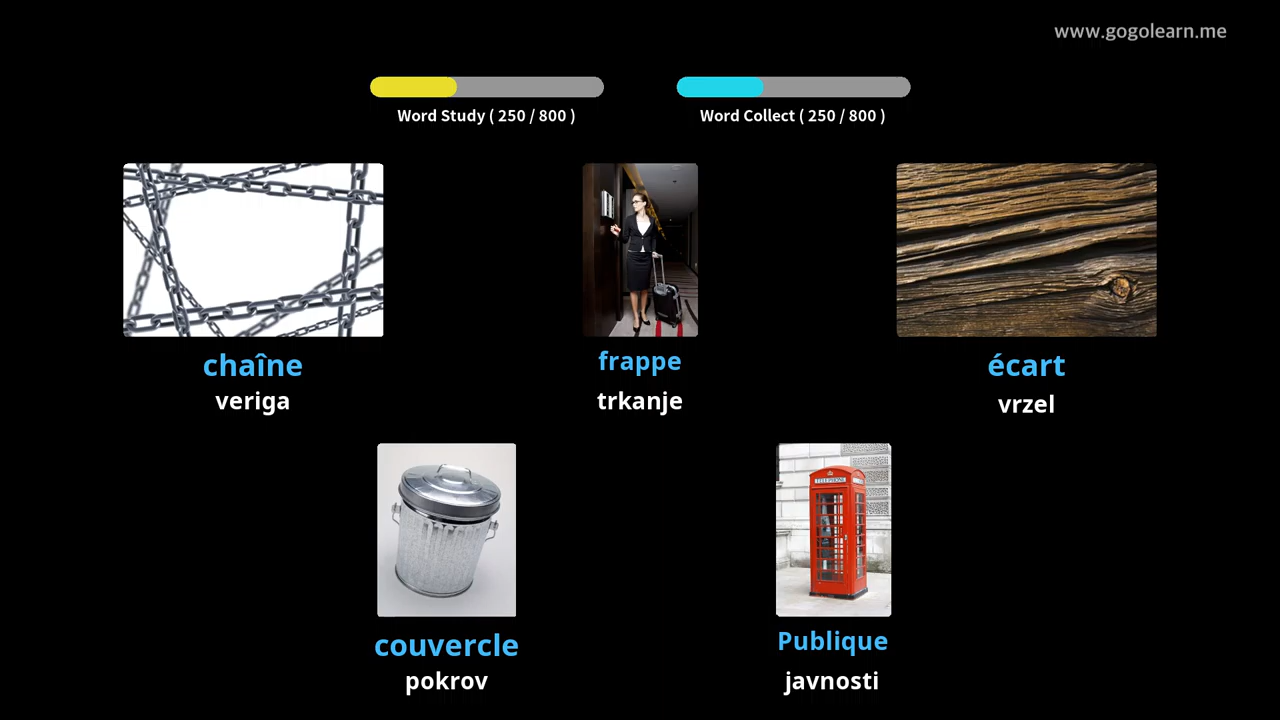 www.gogolearn.me
Word Study ( 250 / 800 )
Word Collect ( 250 / 800 )
chaîne
veriga
frappe
trkanje
écart
vrzel
TELEPHONE
couvercle
pokrov
Publique
javnosti